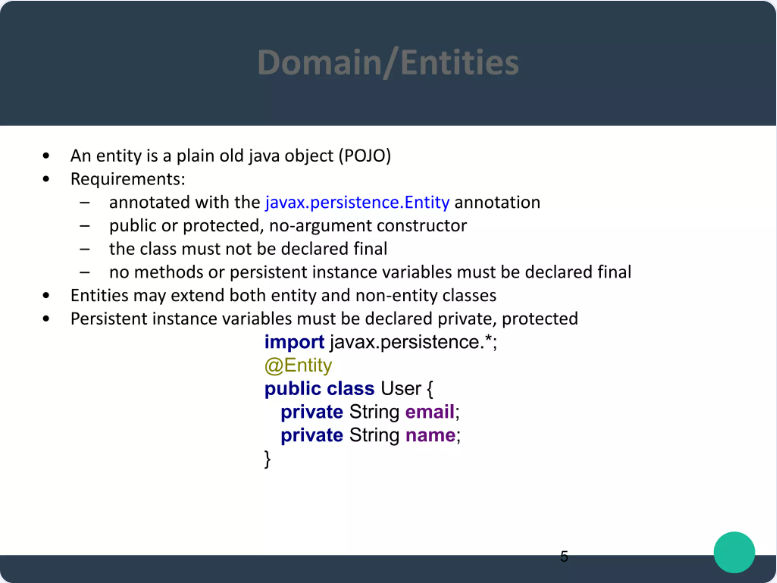 Domain/Entities
• An entity is a plain old java object (POJO)
• Requirements:
– annotated with the javax.persistence.Entity annotation
– public or protected, no-argument constructor
– the class must not be declared final
– no methods or persistent instance variables must be declared final
• Entities may extend both entity and non-entity classes
• Persistent instance variables must be declared private, protected
import javax.persistence.*;
@Entity
public class User {
private String email;
private String name;
}
5